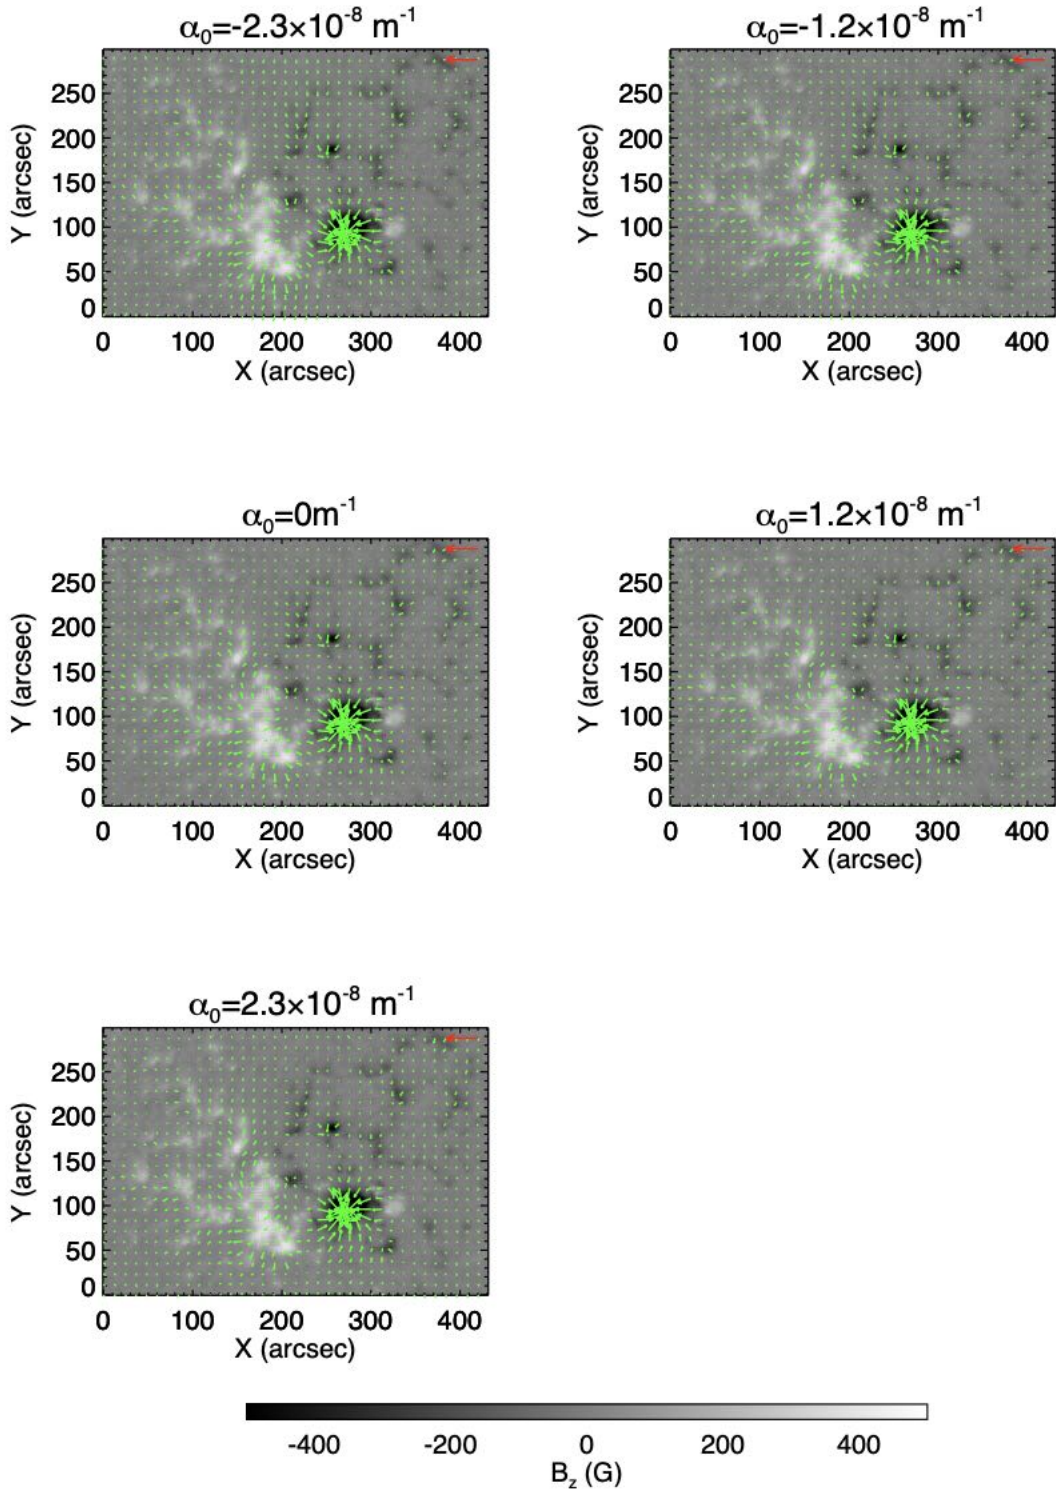 α₀=-2.3×10⁻⁸ m⁻¹
α₀=-1.2×10⁻⁸ m⁻¹
Y (arcsec)
250
200
150
100
50
0
0 100 200 300 400
X (arcsec)
Y (arcsec)
250
200
150
100
50
0
0 100 200 300 400
X (arcsec)
α₀=0m⁻¹
α₀=1.2×10⁻⁸ m⁻¹
Y (arcsec)
250
200
150
100
50
0
0 100 200 300 400
X (arcsec)
Y (arcsec)
250
200
150
100
50
0
0 100 200 300 400
X (arcsec)
α₀=2.3×10⁻⁸ m⁻¹
Y (arcsec)
250
200
150
100
50
0
0 100 200 300 400
X (arcsec)
-400 -200 0 200 400
B_z (G)